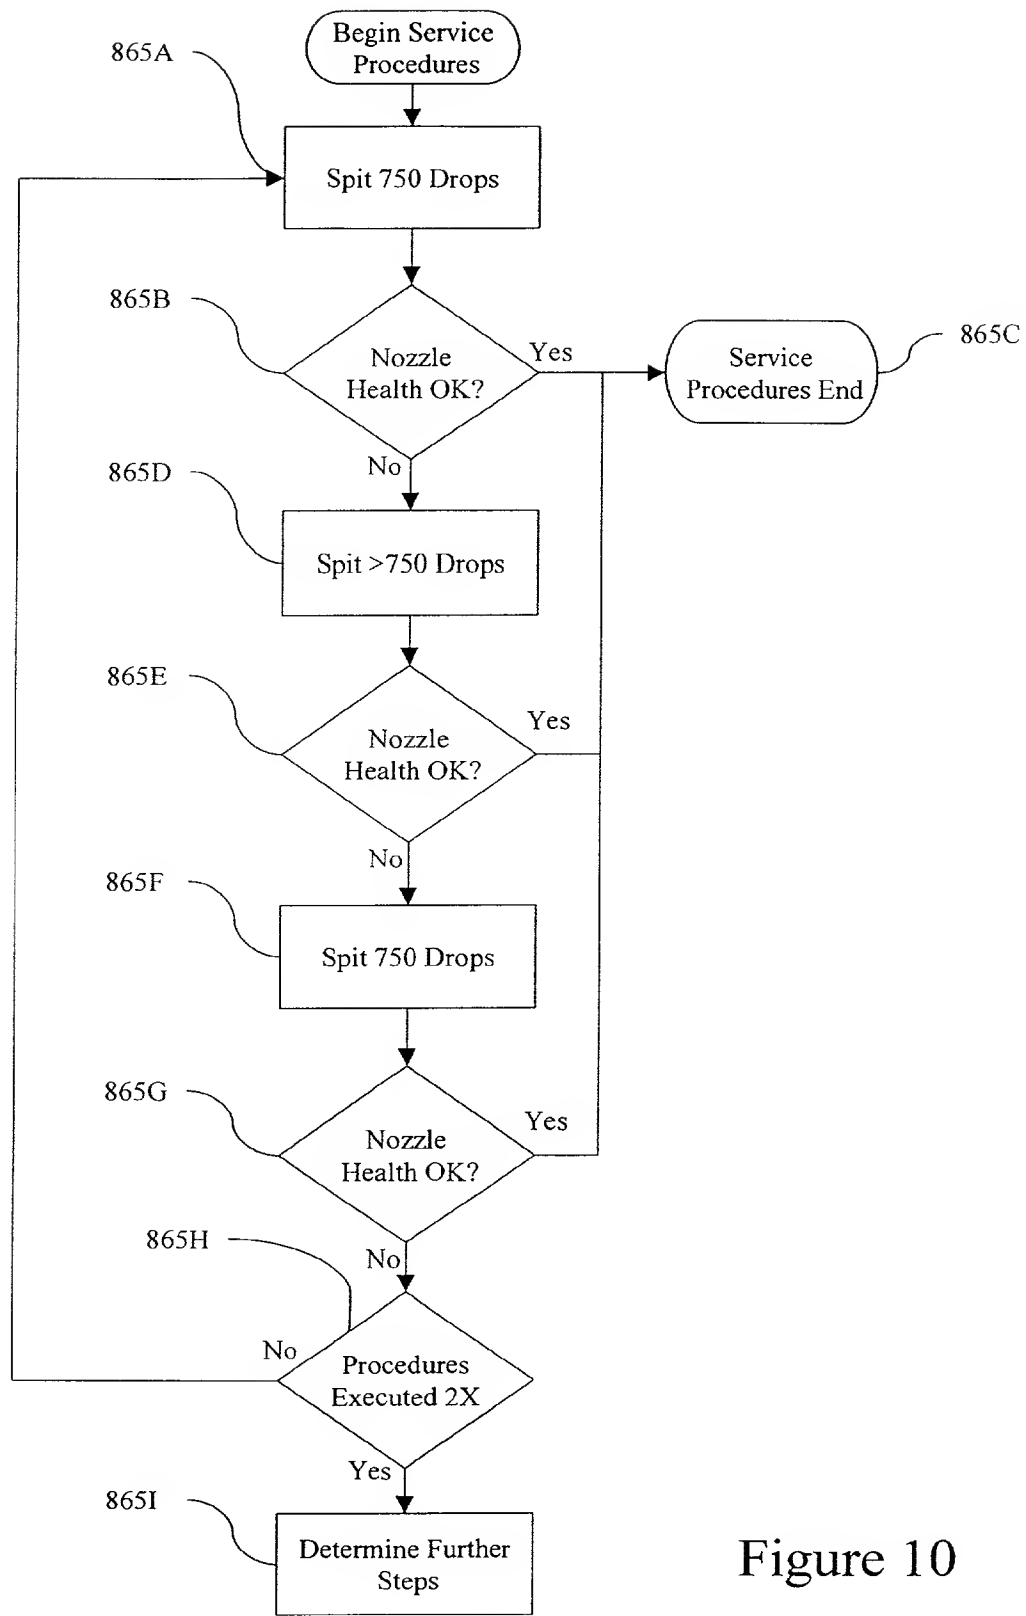 Begin Service
Procedures
865A
Spit 750 Drops
865B
Nozzle
Health OK?
Yes
Service
Procedures End
865C
No
865D
Spit >750 Drops
865E
Nozzle
Health OK?
Yes
No
865F
Spit 750 Drops
865G
Nozzle
Health OK?
Yes
865H
No
No
Procedures
Executed 2X
Yes
865I
Determine Further
Steps
Figure 10